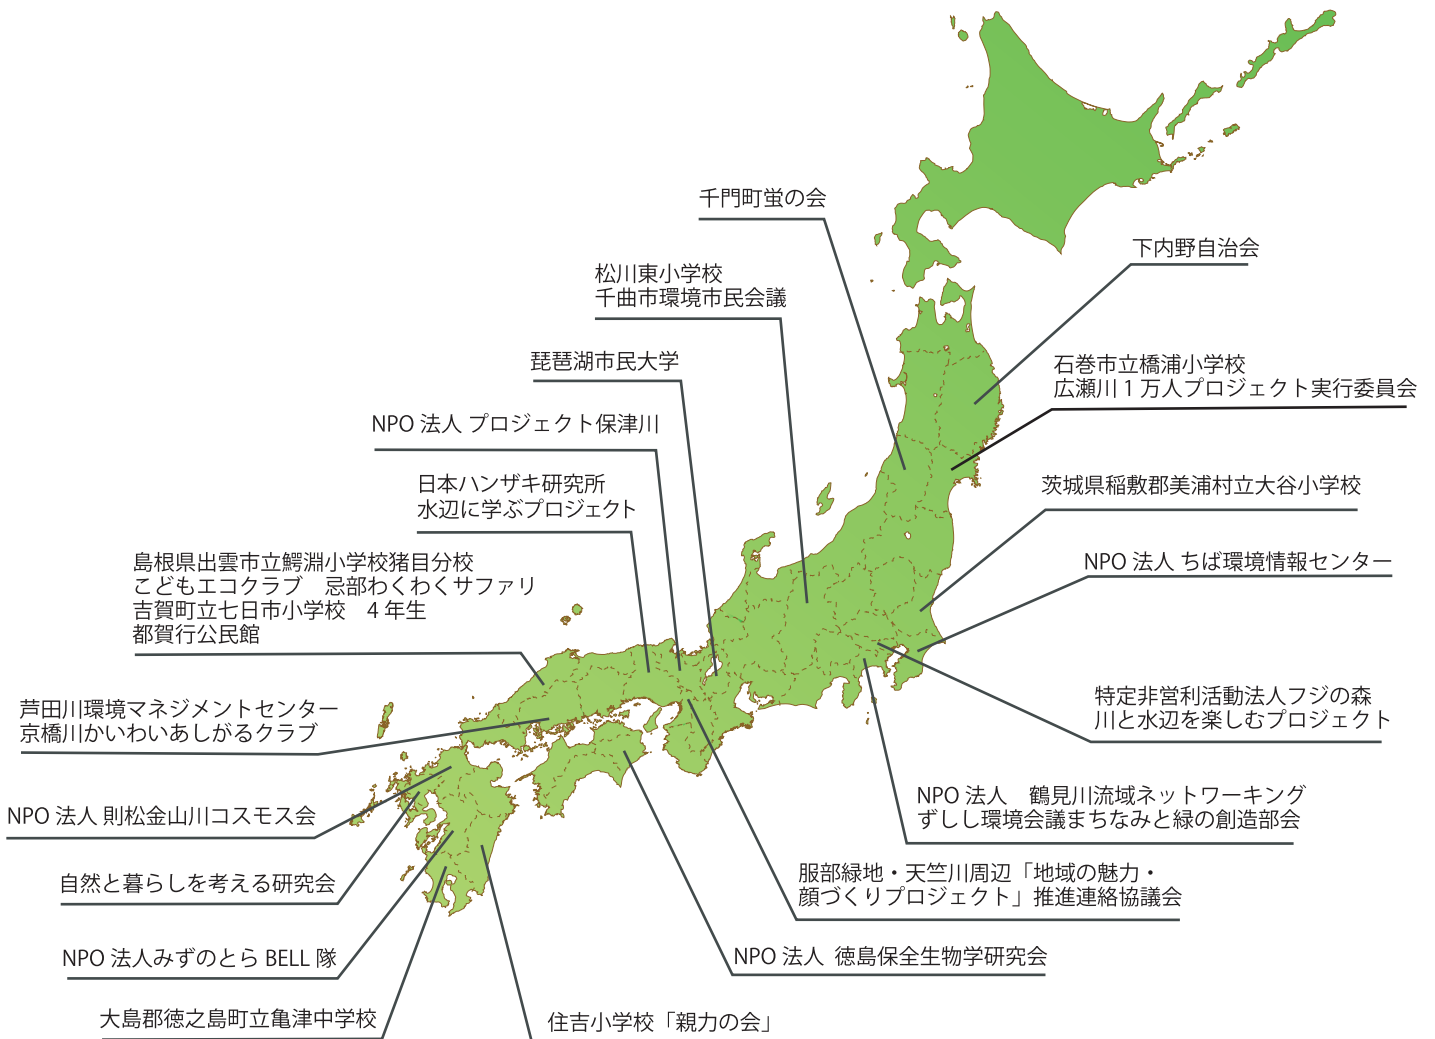 千門町蛍の会
下内野自治会
松川東小学校
千曲市環境市民会議
琵琶湖市民大学
石巻市立橋浦小学校
広瀬川1万人プロジェクト実行委員会
NPO 法人 プロジェクト保津川
日本ハンザキ研究所
水辺に学ぶプロジェクト
茨城県稲敷郡美浦村立大谷小学校
島根県出雲市立鰐淵小学校猪目分校
こどもエコクラブ　忌部わくわくサファリ
吉賀町立七日市小学校　4 年生
都賀行公民館
NPO 法人 ちば環境情報センター
芦田川環境マネジメントセンター
京橋川かいわいあしがるクラブ
特定非営利活動法人フジの森
川と水辺を楽しむプロジェクト
NPO 法人 則松金山川コスモス会
NPO 法人　鶴見川流域ネットワーキング
ずしし環境会議まちなみと緑の創造部会
自然と暮らしを考える研究会
服部緑地・天竺川周辺「地域の魅力・
顔づくりプロジェクト」推進連絡協議会
NPO 法人みずのとら BELL 隊
NPO 法人 徳島保全生物学研究会
大島郡徳之島町立亀津中学校
住吉小学校「親力の会」